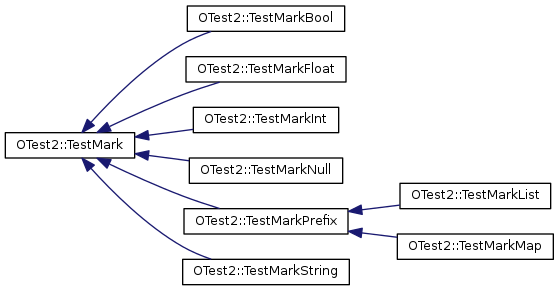 OTest2::TestMarkBool
OTest2::TestMarkFloat
OTest2::TestMarkInt
OTest2::TestMark
OTest2::TestMarkNull
OTest2::TestMarkList
OTest2::TestMarkPrefix
OTest2::TestMarkMap
OTest2::TestMarkString